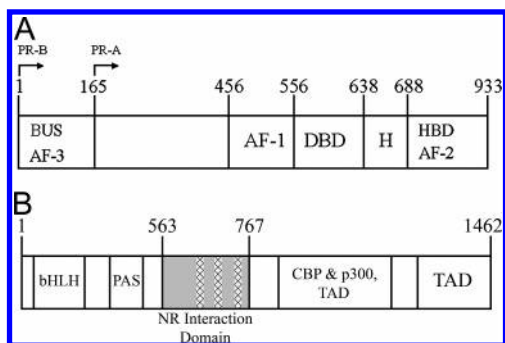 A
PR-B PR-A
1 165 456 556 638 688 933
BUS
AF-3
AF-1 DBD H
HBD
AF-2
B
1 563 767 1462
bHLH PAS
CBP & p300,
TAD
TAD
NR Interaction
Domain